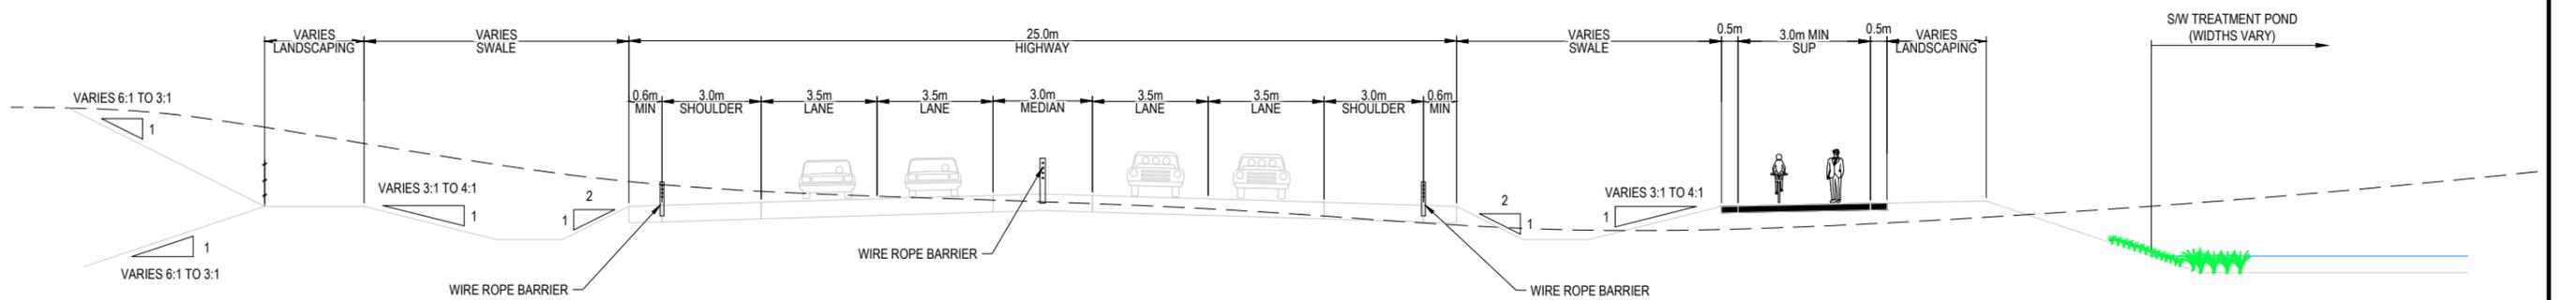 S/W TREATMENT POND
(WIDTHS VARY)
VARIES
LANDSCAPING
VARIES
SWALE
25.0m
HIGHWAY
VARIES
SWALE
0.5m
3.0m MIN
SUP
0.5m
VARIES
LANDSCAPING
VARIES 6:1 TO 3:1
1
0.6m
MIN
3.0m
SHOULDER
3.5m
LANE
3.5m
LANE
3.0m
MEDIAN
3.5m
LANE
3.5m
LANE
3.0m
SHOULDER
0.6m
MIN
VARIES 3:1 TO 4:1
1
2
1
2
1
VARIES 3:1 TO 4:1
1
1
VARIES 6:1 TO 3:1
WIRE ROPE BARRIER
WIRE ROPE BARRIER
WIRE ROPE BARRIER